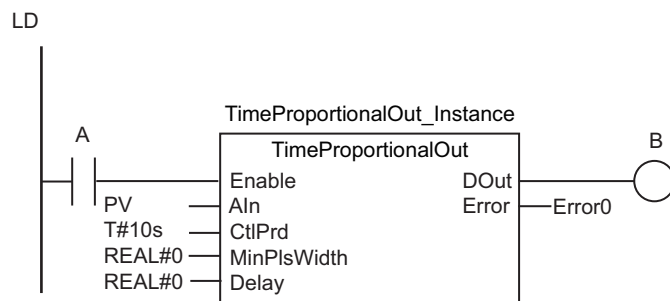 LD
TimeProportionalOut_Instance
A
B
TimeProportionalOut
Enable
DOut
PV
AIn
Error
Error0
T#10s
CtlPrd
REAL#0
MinPlsWidth
REAL#0
Delay